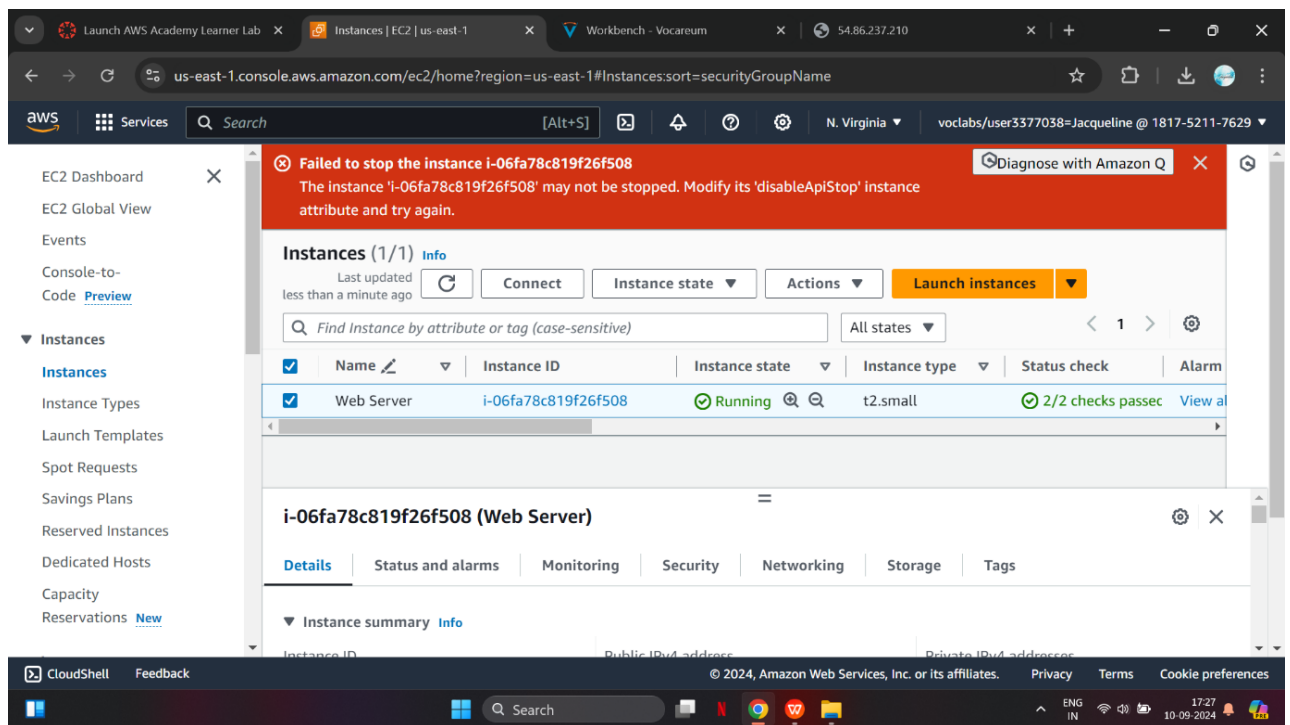 Launch AWS Academy Learner Lab
Instances | EC2 | us-east-1
Workbench - Vocareum
54.86.237.210
us-east-1.console.aws.amazon.com/ec2/home?region=us-east-1#Instances:sort=securityGroupName
aws Services Search [Alt+S] N. Virginia ▼ voclabs/user3377038=Jacqueline @ 1817-5211-7629 ▼
EC2 Dashboard
EC2 Global View
Events
Console-to-
Code Preview
▼ Instances
Instances
Instance Types
Launch Templates
Spot Requests
Savings Plans
Reserved Instances
Dedicated Hosts
Capacity
Reservations New
Failed to stop the instance i-06fa78c819f26f508
The instance 'i-06fa78c819f26f508' may not be stopped. Modify its 'disableApiStop' instance
attribute and try again.
Diagnose with Amazon Q
Instances (1/1) Info
Last updated
less than a minute ago
Connect
Instance state ▼
Actions ▼
Launch instances ▼
Find Instance by attribute or tag (case-sensitive)
All states ▼
1
Name Instance ID Instance state Instance type Status check Alarm
Web Server i-06fa78c819f26f508 Running t2.small 2/2 checks passec View al
i-06fa78c819f26f508 (Web Server)
Details Status and alarms Monitoring Security Networking Storage Tags
▼ Instance summary Info
Instance ID Public IPv4 address Private IPv4 addresses
CloudShell Feedback © 2024, Amazon Web Services, Inc. or its affiliates. Privacy Terms Cookie preferences
Search
ENG
IN
17:27
10-09-2024